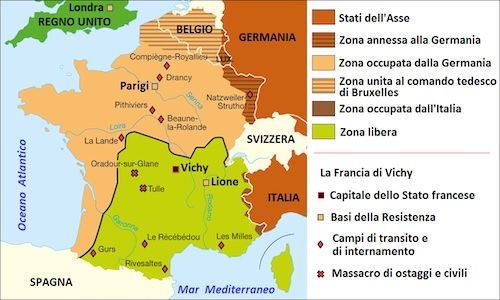 Londra
REGNO UNITO
BELGIO
GERMANIA
LUX.
Compiègne-Royallieu
Drancy
Parigi
Senna
Natzweiler-
Struthof
Pithiviers
Beaune-
la-Rolande
Loira
La Lande
SVIZZERA
Oradour-sur-Glane
Vichy
Tulle
Lione
Oceano Atlantico
Garonna
Rodano
ITALIA
Le Récébédou
Les Milles
Gurs
Rivesaltes
SPAGNA
Mar Mediterraneo
Stati dell'Asse
Zona annessa alla Germania
Zona occupata dalla Germania
Zona unita al comando tedesco
di Bruxelles
Zona occupata dall'Italia
Zona libera
La Francia di Vichy
Capitale dello Stato francese
Basi della Resistenza
Campi di transito e
di internamento
Massacro di ostaggi e civili